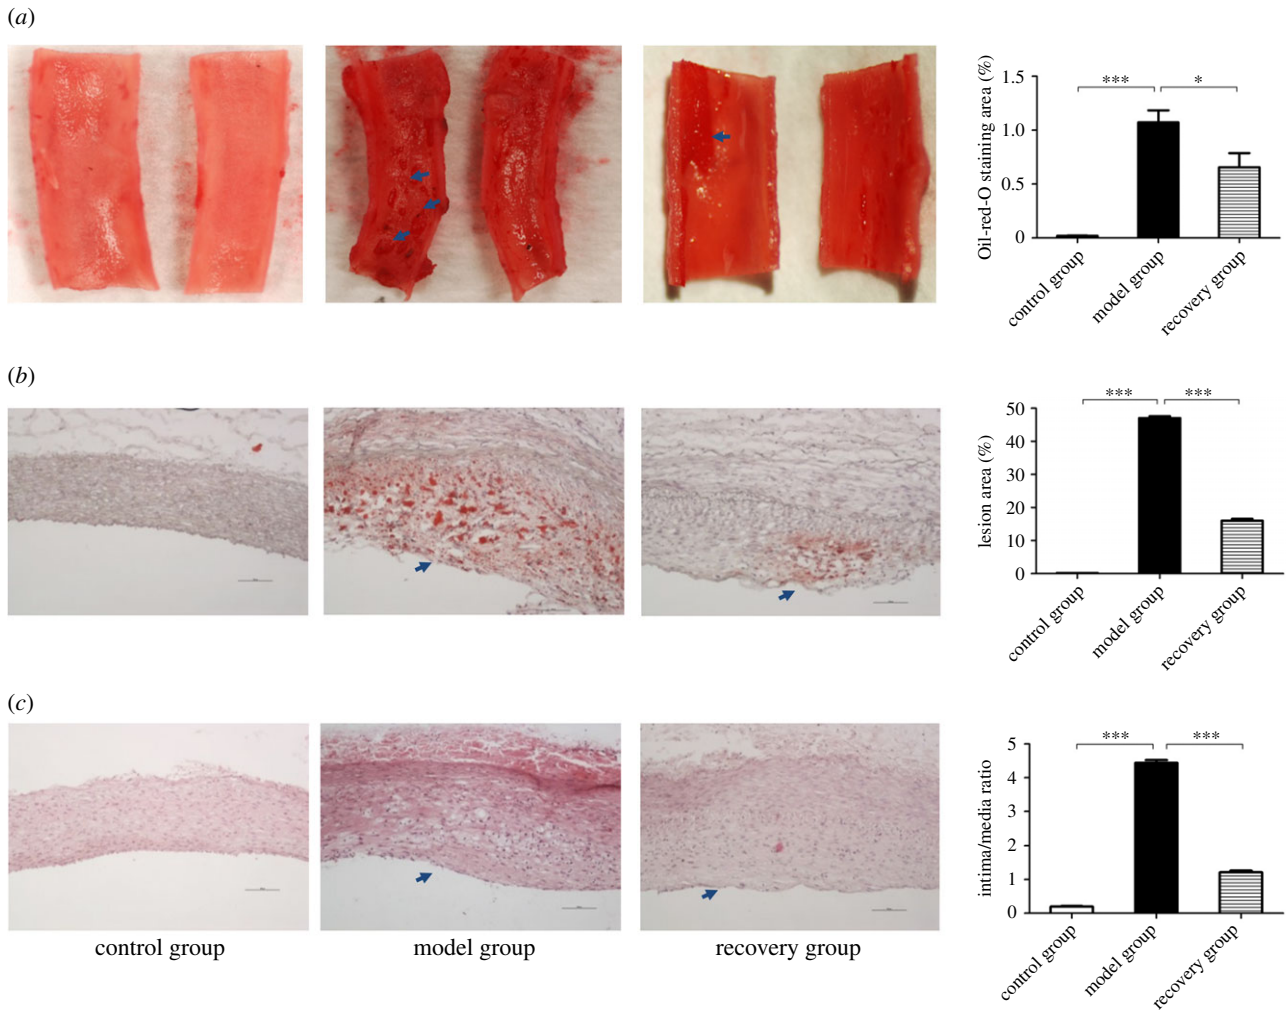 (a)
Oil-red-O staining area (%)
1.5
1.0
0.5
0
***
*
control group
model group
recovery group
(b)
lesion area (%)
50
40
30
20
10
0
***
***
control group
model group
recovery group
(c)
intima/media ratio
5
4
3
2
1
0
***
***
control group
model group
recovery group
control group
model group
recovery group